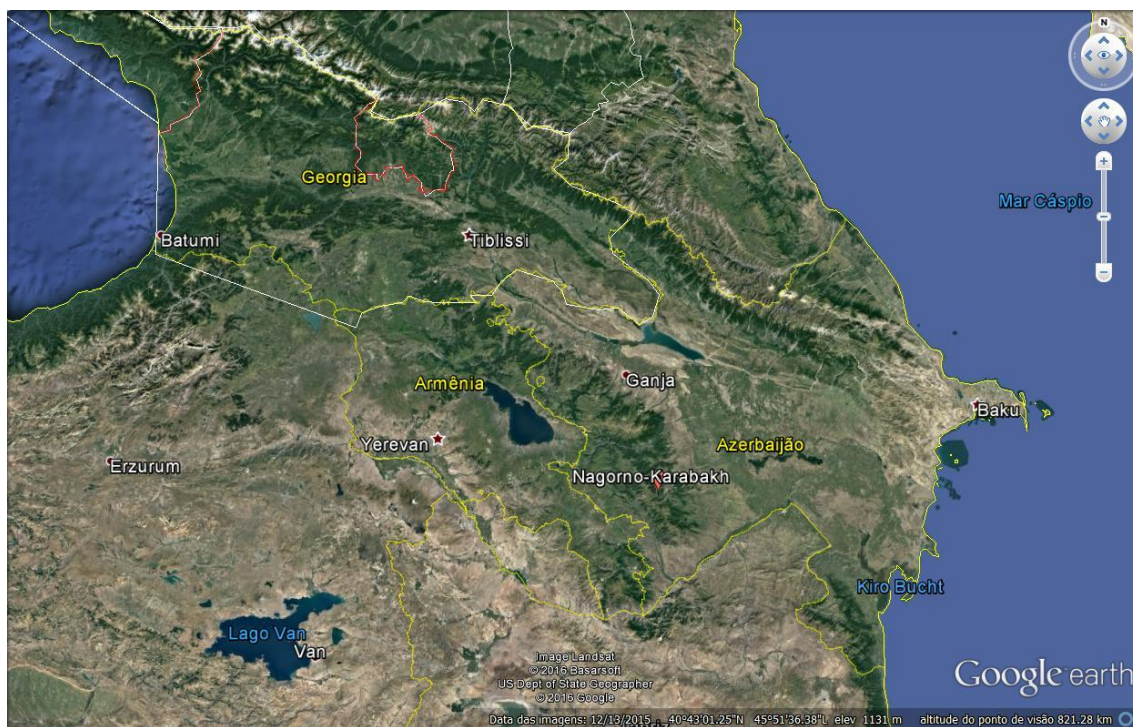 N
Mar Cáspio
Georgia
Batumi
Tiblissi
Armênia
Ganja
Baku
Yerevan
Azerbaijão
Erzurum
Nagorno-Karabakh
Kiro Bucht
Lago Van
Van
Image Landsat
© 2016 Basarsoft
US Dept of State Geographer
© 2016 Google
Google earth
Data das imagens: 12/13/2015 40°43'01.25"N 45°51'36.38"L elev 1131 m altitude do ponto de visão 821.28 km